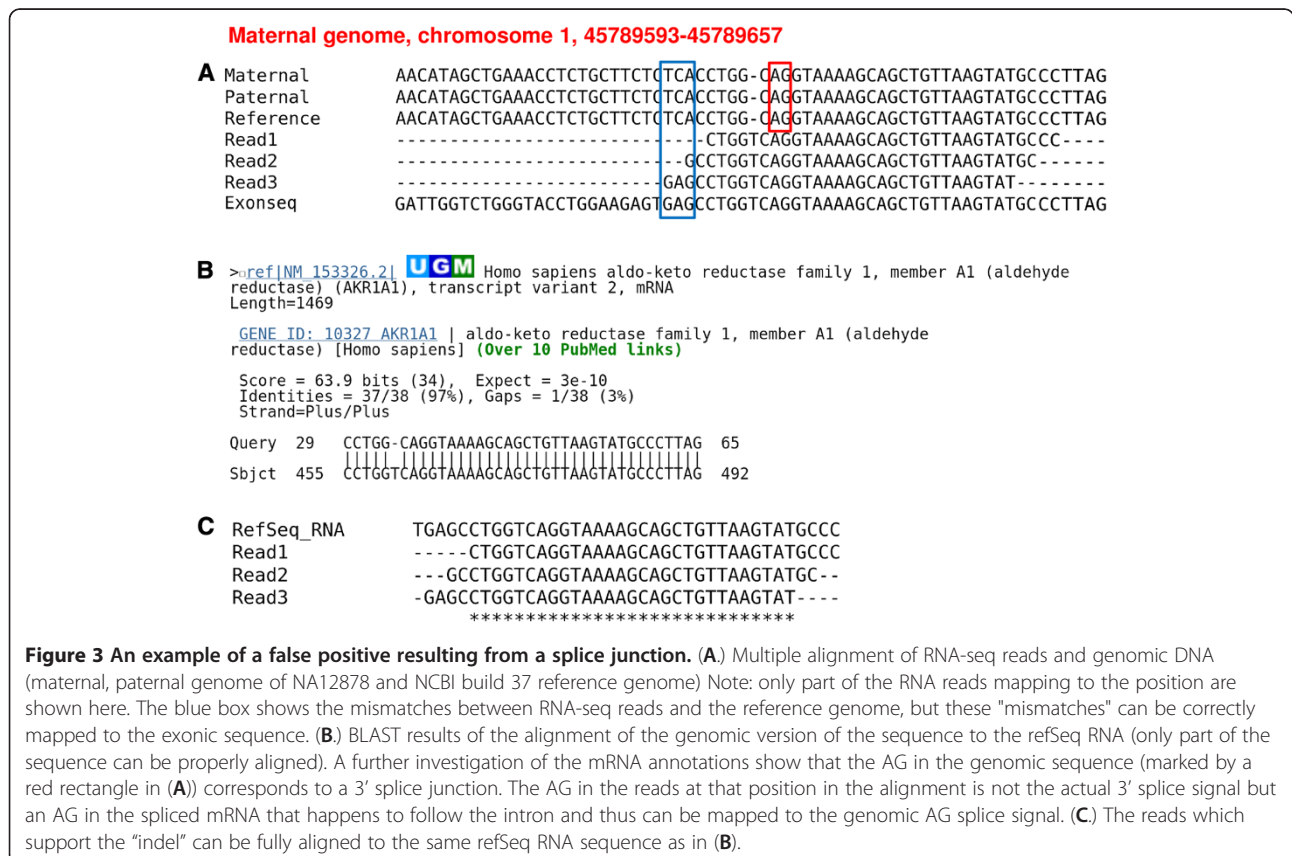 Maternal genome, chromosome 1, 45789593-45789657
A
Maternal AACATAGCTGAAACCTCTGCTTCTCTCACCTGG-CAGGTAAAAGCAGCTGTTAAGTATGCCCTTAG
Paternal AACATAGCTGAAACCTCTGCTTCTCTCACCTGG-CAGGTAAAAGCAGCTGTTAAGTATGCCCTTAG
Reference AACATAGCTGAAACCTCTGCTTCTCTCACCTGG-CAGGTAAAAGCAGCTGTTAAGTATGCCCTTAG
Read1 -----------------------------CTGGTCAGGTAAAAGCAGCTGTTAAGTATGCCC----
Read2 ---------------------------GCCTGGTCAGGTAAAAGCAGCTGTTAAGTATGC------
Read3 -------------------------GAGCCTGGTCAGGTAAAAGCAGCTGTTAAGTAT--------
Exonseq GATTGGTCTGGGTACCTGGAAGAGTGAGCCTGGTCAGGTAAAAGCAGCTGTTAAGTATGCCCTTAG
B
>ref|NM_153326.2| U G M Homo sapiens aldo-keto reductase family 1, member A1 (aldehyde
reductase) (AKR1A1), transcript variant 2, mRNA
Length=1469
GENE ID: 10327 AKR1A1 | aldo-keto reductase family 1, member A1 (aldehyde
reductase) [Homo sapiens] (Over 10 PubMed links)
Score = 63.9 bits (34), Expect = 3e-10
Identities = 37/38 (97%), Gaps = 1/38 (3%)
Strand=Plus/Plus
Query 29 CCTGG-CAGGTAAAAGCAGCTGTTAAGTATGCCCTTAG 65
||||| ||||||||||||||||||||||||||||||||
Sbjct 455 CCTGGTCAGGTAAAAGCAGCTGTTAAGTATGCCCTTAG 492
C
RefSeq_RNA TGAGCCTGGTCAGGTAAAAGCAGCTGTTAAGTATGCCC
Read1 -----CTGGTCAGGTAAAAGCAGCTGTTAAGTATGCCC
Read2 ---GCCTGGTCAGGTAAAAGCAGCTGTTAAGTATGC--
Read3 -GAGCCTGGTCAGGTAAAAGCAGCTGTTAAGTAT----
*****************************
Figure 3 An example of a false positive resulting from a splice junction. (A.) Multiple alignment of RNA-seq reads and genomic DNA
(maternal, paternal genome of NA12878 and NCBI build 37 reference genome) Note: only part of the RNA reads mapping to the position are
shown here. The blue box shows the mismatches between RNA-seq reads and the reference genome, but these "mismatches" can be correctly
mapped to the exonic sequence. (B.) BLAST results of the alignment of the genomic version of the sequence to the refSeq RNA (only part of the
sequence can be properly aligned). A further investigation of the mRNA annotations show that the AG in the genomic sequence (marked by a
red rectangle in (A)) corresponds to a 3’ splice junction. The AG in the reads at that position in the alignment is not the actual 3’ splice signal but
an AG in the spliced mRNA that happens to follow the intron and thus can be mapped to the genomic AG splice signal. (C.) The reads which
support the “indel” can be fully aligned to the same refSeq RNA sequence as in (B).